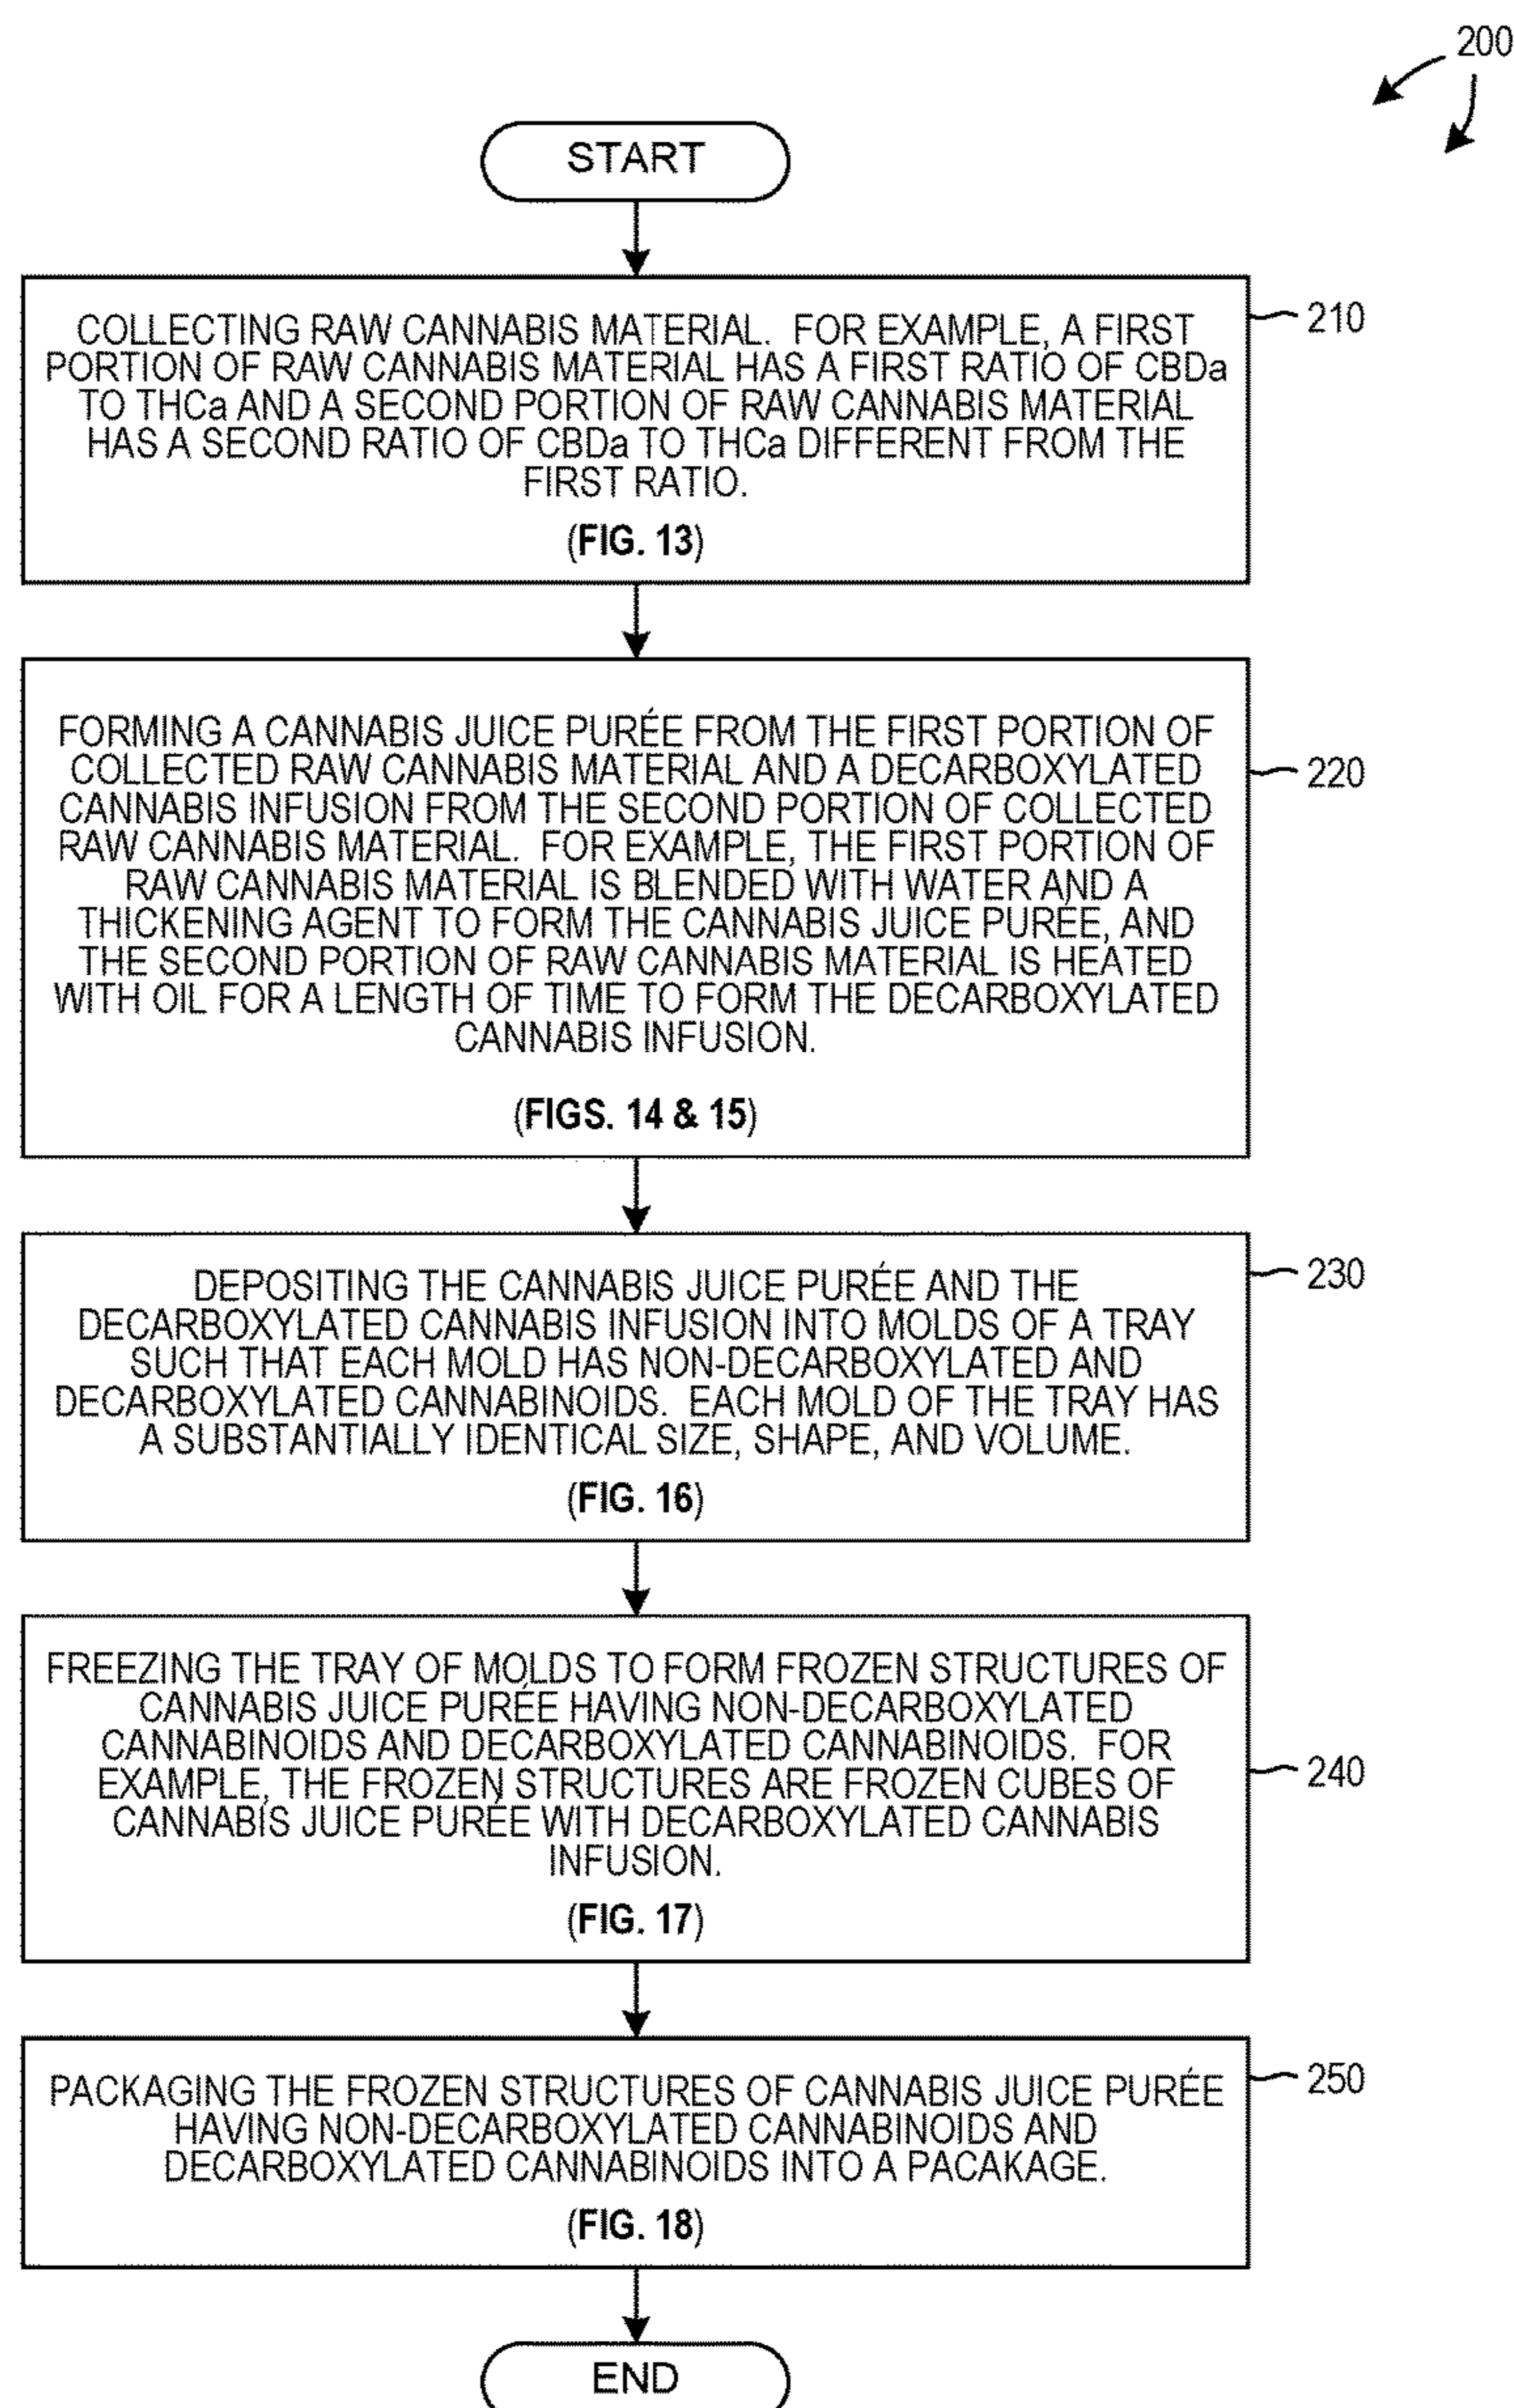 200
START
COLLECTING RAW CANNABIS MATERIAL. FOR EXAMPLE, A FIRST
PORTION OF RAW CANNABIS MATERIAL HAS A FIRST RATIO OF CBDa
TO THCa AND A SECOND PORTION OF RAW CANNABIS MATERIAL
HAS A SECOND RATIO OF CBDa TO THCa DIFFERENT FROM THE
FIRST RATIO.
(FIG. 13)
210
FORMING A CANNABIS JUICE PURÉE FROM THE FIRST PORTION OF
COLLECTED RAW CANNABIS MATERIAL AND A DECARBOXYLATED
CANNABIS INFUSION FROM THE SECOND PORTION OF COLLECTED
RAW CANNABIS MATERIAL. FOR EXAMPLE, THE FIRST PORTION OF
RAW CANNABIS MATERIAL IS BLENDED WITH WATER AND A
THICKENING AGENT TO FORM THE CANNABIS JUICE PURÉE, AND
THE SECOND PORTION OF RAW CANNABIS MATERIAL IS HEATED
WITH OIL FOR A LENGTH OF TIME TO FORM THE DECARBOXYLATED
CANNABIS INFUSION.
(FIGS. 14 & 15)
220
DEPOSITING THE CANNABIS JUICE PURÉE AND THE
DECARBOXYLATED CANNABIS INFUSION INTO MOLDS OF A TRAY
SUCH THAT EACH MOLD HAS NON-DECARBOXYLATED AND
DECARBOXYLATED CANNABINOIDS. EACH MOLD OF THE TRAY HAS
A SUBSTANTIALLY IDENTICAL SIZE, SHAPE, AND VOLUME.
(FIG. 16)
230
FREEZING THE TRAY OF MOLDS TO FORM FROZEN STRUCTURES OF
CANNABIS JUICE PURÉE HAVING NON-DECARBOXYLATED
CANNABINOIDS AND DECARBOXYLATED CANNABINOIDS. FOR
EXAMPLE, THE FROZEN STRUCTURES ARE FROZEN CUBES OF
CANNABIS JUICE PURÉE WITH DECARBOXYLATED CANNABIS
INFUSION.
(FIG. 17)
240
PACKAGING THE FROZEN STRUCTURES OF CANNABIS JUICE PURÉE
HAVING NON-DECARBOXYLATED CANNABINOIDS AND
DECARBOXYLATED CANNABINOIDS INTO A PACAKAGE.
(FIG. 18)
250
END